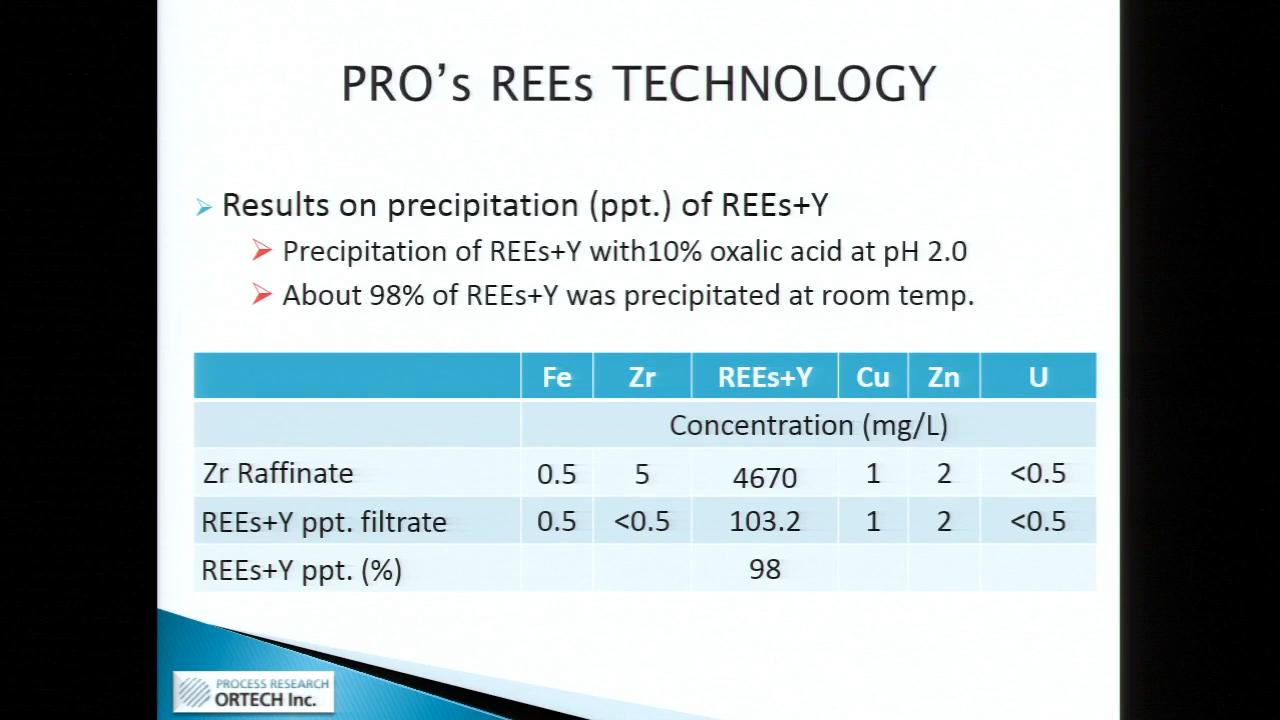 PRO's REEs TECHNOLOGY
Results on precipitation (ppt.) of REEs+Y
Precipitation of REEs+Y with10% oxalic acid at pH 2.0
About 98% of REEs+Y was precipitated at room temp.
Fe Zr REEs+Y Cu Zn U
Concentration (mg/L)
Zr Raffinate 0.5 5 4670 1 2 <0.5
REEs+Y ppt. filtrate 0.5 <0.5 103.2 1 2 <0.5
REEs+Y ppt. (%) 98
PROCESS RESEARCH
ORTECH Inc.